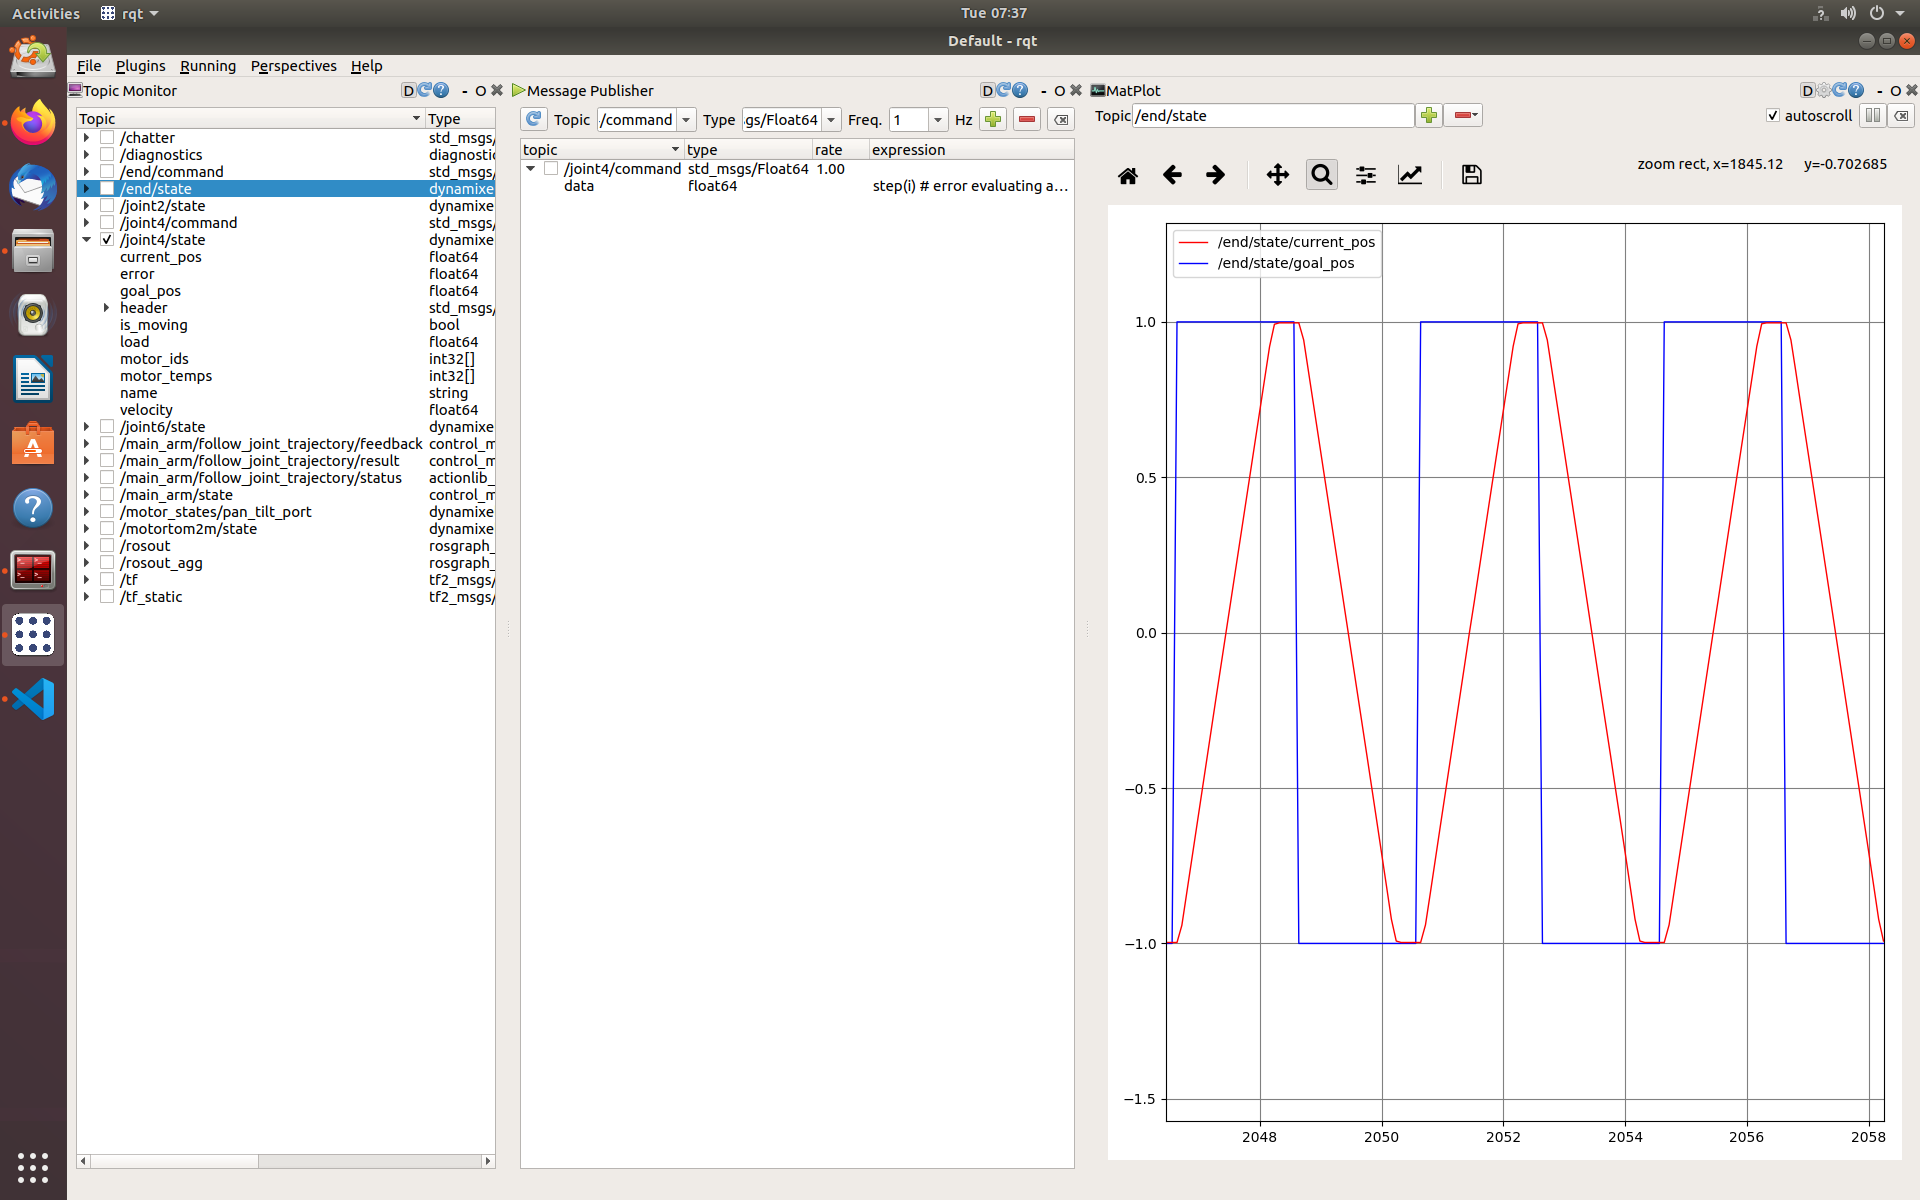 Activities rqt Tue 07:37
Default - rqt
File Plugins Running Perspectives Help
Topic Monitor D - O
Topic Type
/chatter std_msgs/
/diagnostics diagnostic
/end/command std_msgs/
/end/state dynamixe
/joint2/state dynamixe
/joint4/command std_msgs/
/joint4/state dynamixe
current_pos float64
error float64
goal_pos float64
header std_msgs/
is_moving bool
load float64
motor_ids int32[]
motor_temps int32[]
name string
velocity float64
/joint6/state dynamixe
/main_arm/follow_joint_trajectory/feedback control_m
/main_arm/follow_joint_trajectory/result control_m
/main_arm/follow_joint_trajectory/status actionlib_
/main_arm/state control_m
/motor_states/pan_tilt_port dynamixe
/motortom2m/state dynamixe
/rosout rosgraph_
/rosout_agg rosgraph_
/tf tf2_msgs/
/tf_static tf2_msgs/
Message Publisher D - O
Topic /command Type gs/Float64 Freq. 1 Hz
topic type rate expression
/joint4/command std_msgs/Float64 1.00
data float64 step(i) # error evaluating a...
MatPlot D - O
Topic /end/state autoscroll
zoom rect, x=1845.12 y=-0.702685
/end/state/current_pos
/end/state/goal_pos
1.0
0.5
0.0
−0.5
−1.0
−1.5
2048 2050 2052 2054 2056 2058